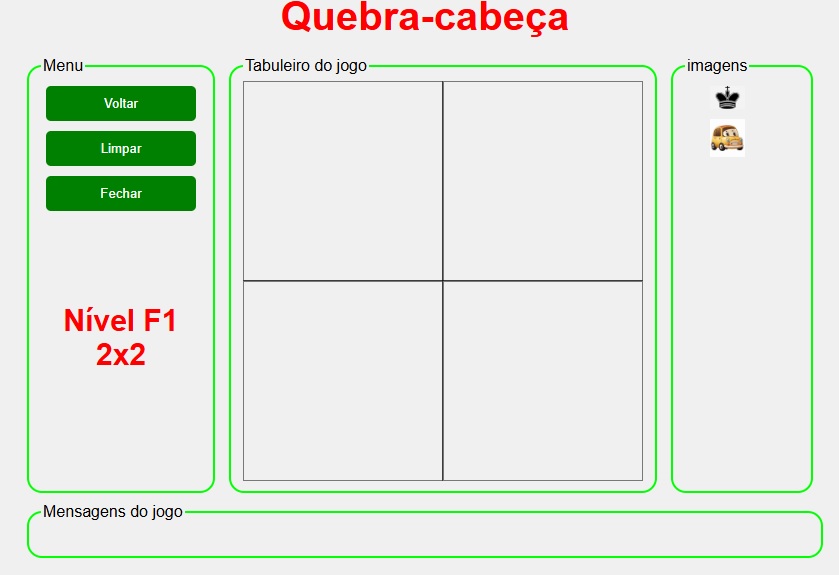 Quebra-cabeça
Menu
Voltar
Limpar
Fechar
Nível F1
2x2
Tabuleiro do jogo
imagens
Mensagens do jogo